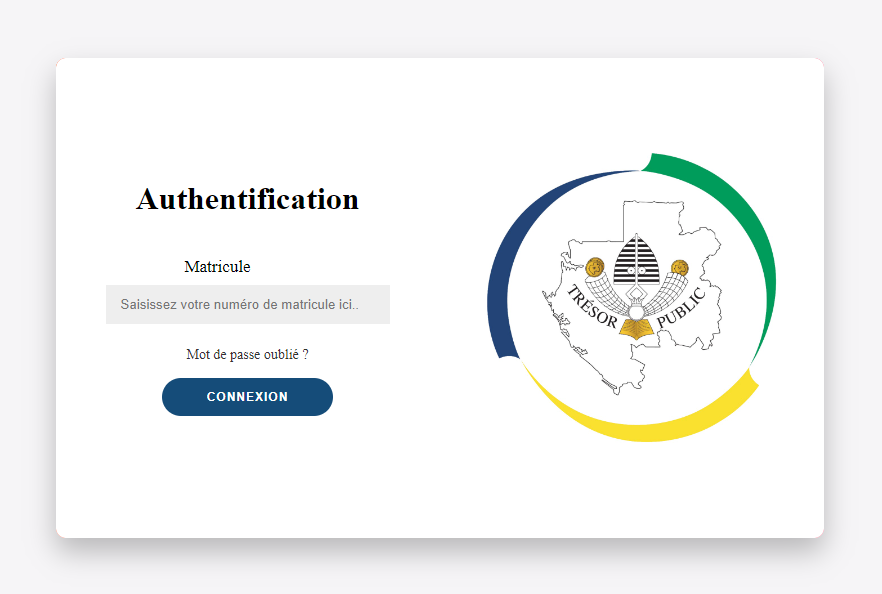 Authentification
Matricule
Saisissez votre numéro de matricule ici..
Mot de passe oublié ?
CONNEXION
TRÉSOR PUBLIC